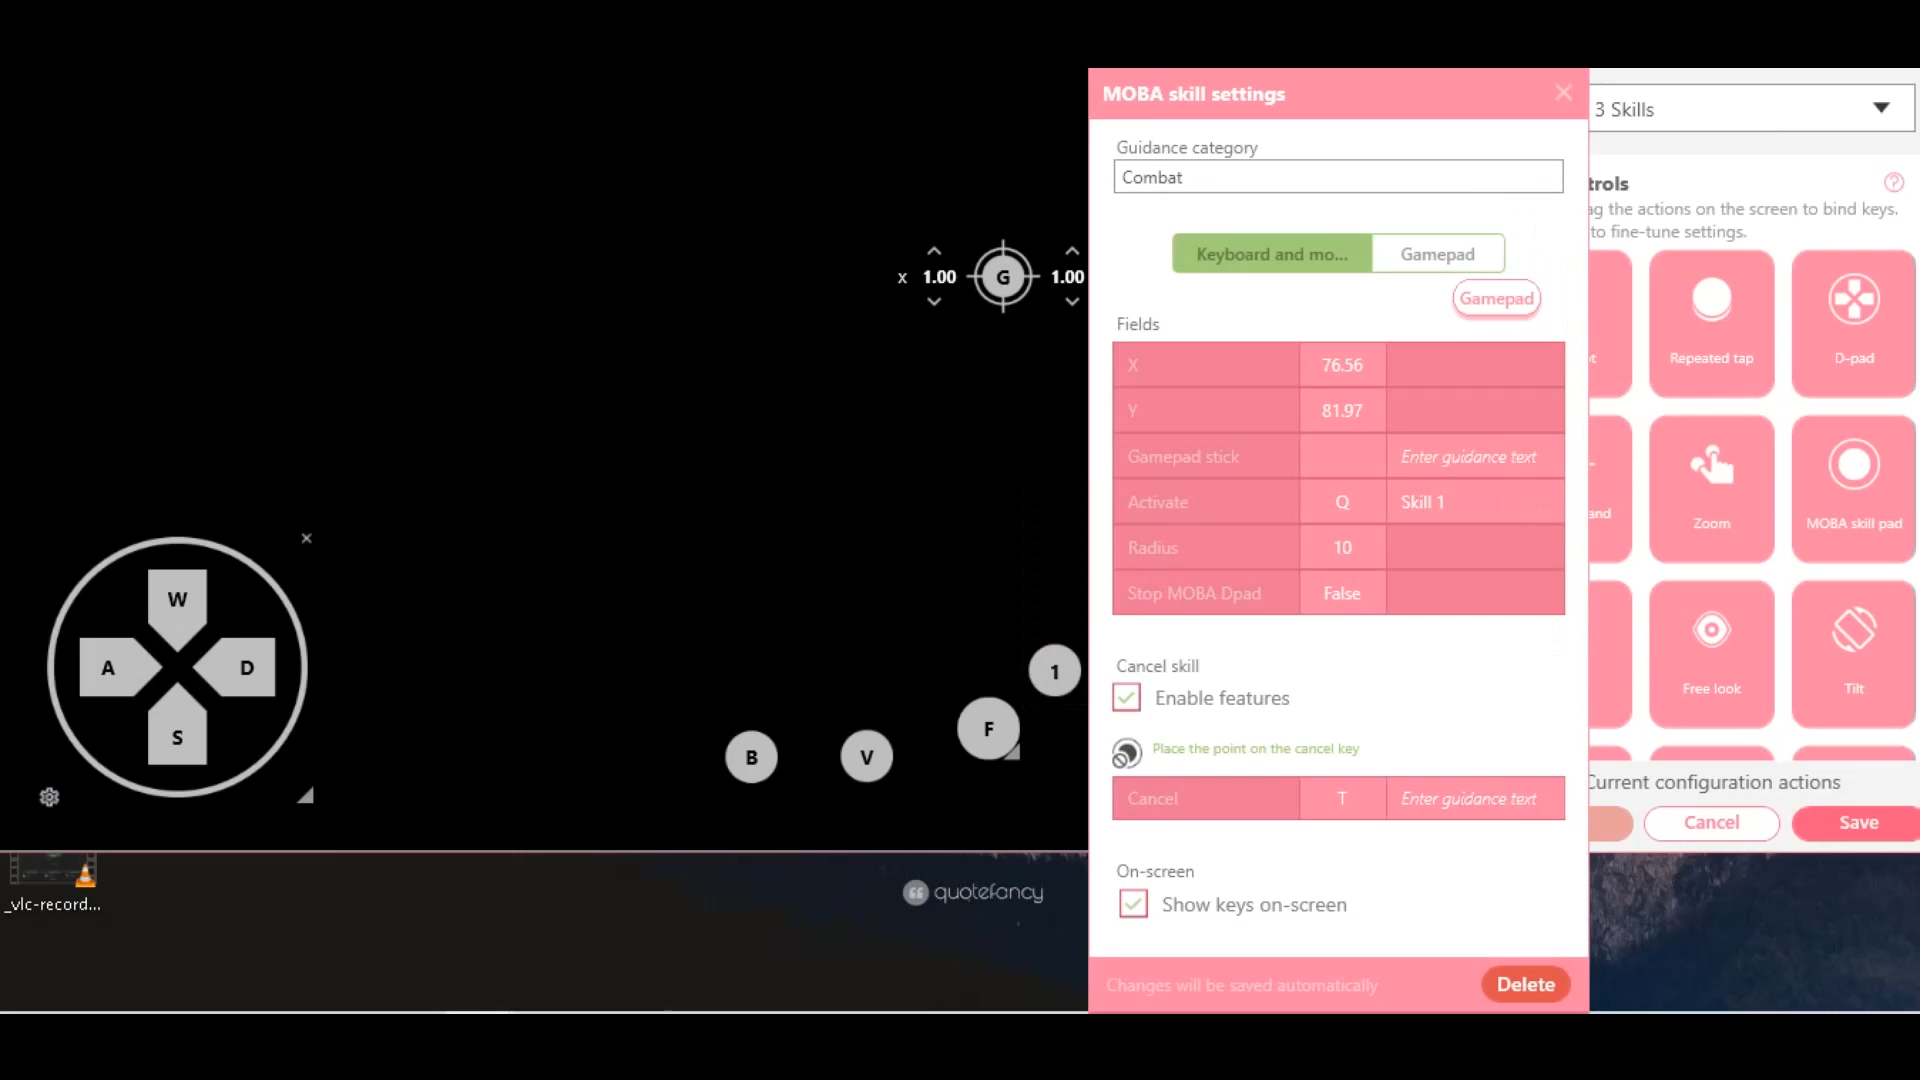 MOBA skill settings
Guidance category
Combat
Keyboard and mo...
Gamepad
Gamepad
Fields
X 76.56
Y 81.97
Gamepad stick Enter guidance text
Activate Q Skill 1
Radius 10
Stop MOBA Dpad False
Cancel skill
Enable features
Place the point on the cancel key
Cancel T Enter guidance text
On-screen
Show keys on-screen
Changes will be saved automatically
Delete
3 Skills
trols
ag the actions on the screen to bind keys.
to fine-tune settings.
Repeated tap
D-pad
and
Zoom
MOBA skill pad
Free look
Tilt
Current configuration actions
Cancel
Save
x 1.00 G 1.00
W
A
D
S
1
F
B
V
_vlc-record...
quotefancy